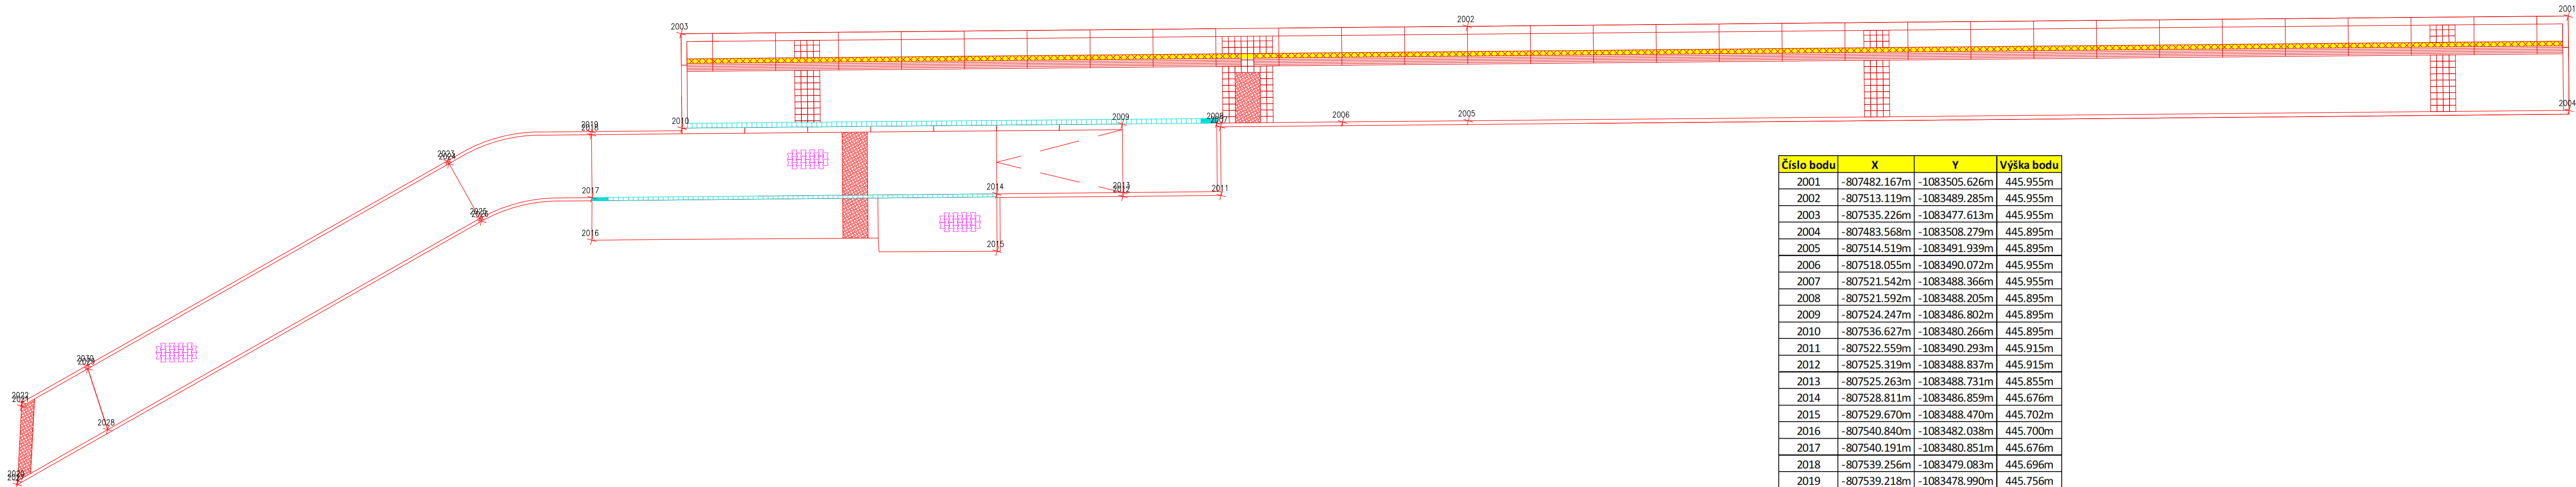 2001
2002
2003
2004
2005
2006
2007
2008
2009
2010
2011
2012
2013
2014
2015
2016
2017
2018
2019
2021
2022
2023
2024
2025
2026
2028
2029
2030
Číslo bodu X Y Výška bodu
2001 -807482.167m -1083505.626m 445.955m
2002 -807513.119m -1083489.285m 445.955m
2003 -807535.226m -1083477.613m 445.955m
2004 -807483.568m -1083508.279m 445.895m
2005 -807514.519m -1083491.939m 445.895m
2006 -807518.055m -1083490.072m 445.955m
2007 -807521.542m -1083488.366m 445.955m
2008 -807521.592m -1083488.205m 445.895m
2009 -807524.247m -1083486.802m 445.895m
2010 -807536.627m -1083480.266m 445.895m
2011 -807522.559m -1083490.293m 445.915m
2012 -807525.319m -1083488.837m 445.915m
2013 -807525.263m -1083488.731m 445.855m
2014 -807528.811m -1083486.859m 445.676m
2015 -807529.670m -1083488.470m 445.702m
2016 -807540.840m -1083482.038m 445.700m
2017 -807540.191m -1083480.851m 445.676m
2018 -807539.256m -1083479.083m 445.696m
2019 -807539.218m -1083478.990m 445.756m